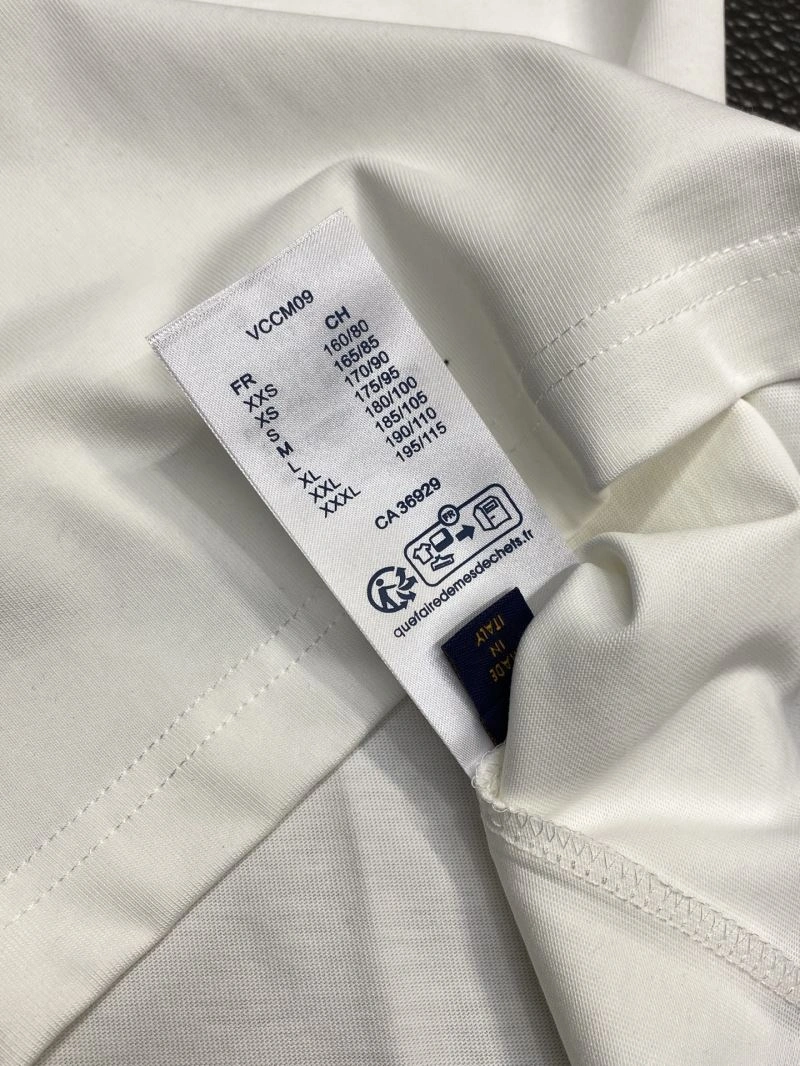 VCCM09
FR CH
XXS 160/80
XS 165/85
S 170/90
M 175/95
L 180/100
XL 185/105
XXL 190/110
XXXL 195/115
CA 36929
FR
quefairedemesdechets.fr
MADE
IN
ITALY